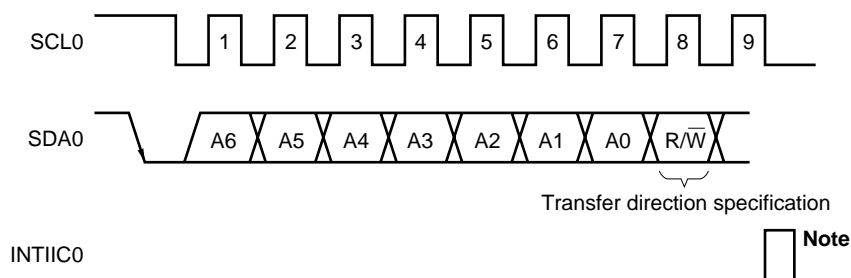 SCL0
1 2 3 4 5 6 7 8 9
SDA0
A6 A5 A4 A3 A2 A1 A0 R/W̅
Transfer direction specification
INTIIC0
Note